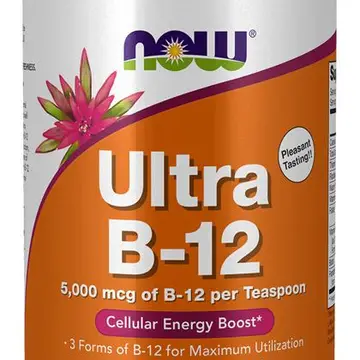 NOW
Pleasant
Tasting!!
Ultra
B-12
5,000 mcg of B-12 per Teaspoon
Cellular Energy Boost*
• 3 Forms of B-12 for Maximum Utilization